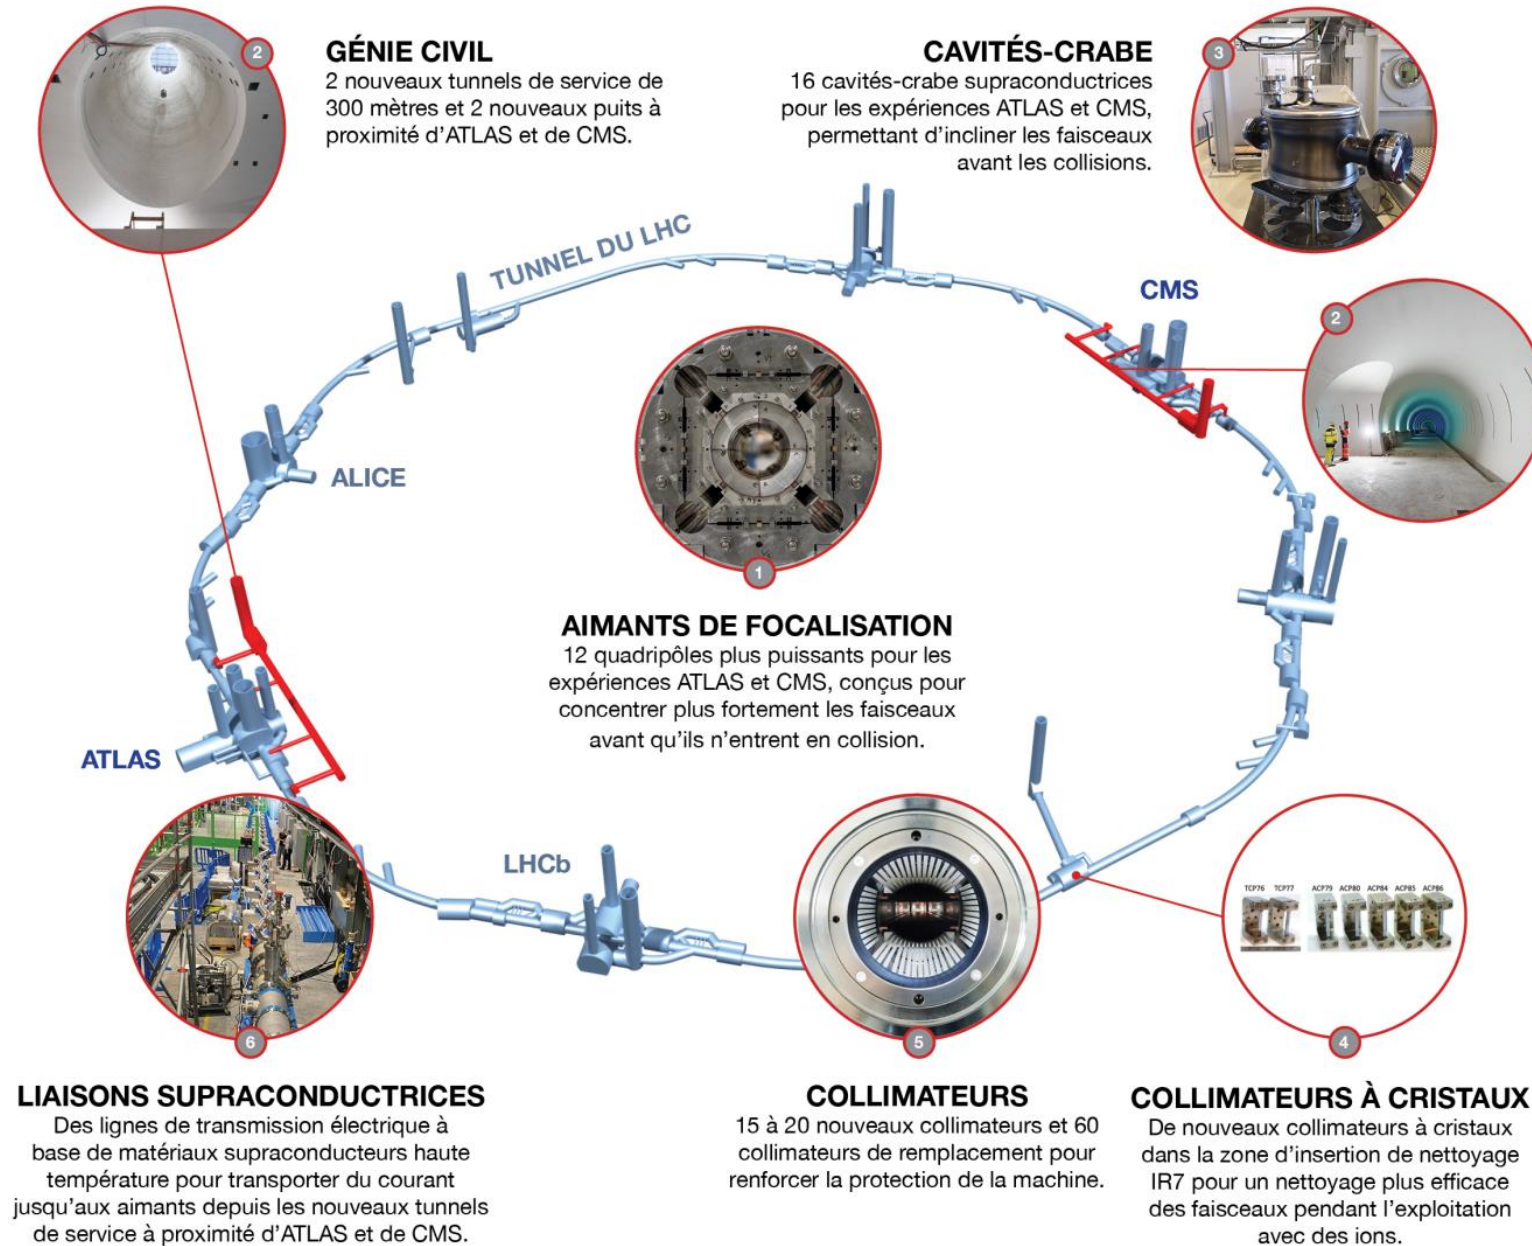 2
GÉNIE CIVIL
2 nouveaux tunnels de service de
300 mètres et 2 nouveaux puits à
proximité d’ATLAS et de CMS.
CAVITÉS-CRABE
16 cavités-crabe supraconductrices
pour les expériences ATLAS et CMS,
permettant d’incliner les faisceaux
avant les collisions.
3
TUNNEL DU LHC
CMS
2
ALICE
1
AIMANTS DE FOCALISATION
12 quadripôles plus puissants pour les
expériences ATLAS et CMS, conçus pour
concentrer plus fortement les faisceaux
avant qu’ils n’entrent en collision.
ATLAS
LHCb
TCP76 TCP77 ACP79 ACP80 ACP84 ACP85 ACP86
6
5
4
LIAISONS SUPRACONDUCTRICES
Des lignes de transmission électrique à
base de matériaux supraconducteurs haute
température pour transporter du courant
jusqu’aux aimants depuis les nouveaux tunnels
de service à proximité d’ATLAS et de CMS.
COLLIMATEURS
15 à 20 nouveaux collimateurs et 60
collimateurs de remplacement pour
renforcer la protection de la machine.
COLLIMATEURS À CRISTAUX
De nouveaux collimateurs à cristaux
dans la zone d’insertion de nettoyage
IR7 pour un nettoyage plus efficace
des faisceaux pendant l’exploitation
avec des ions.